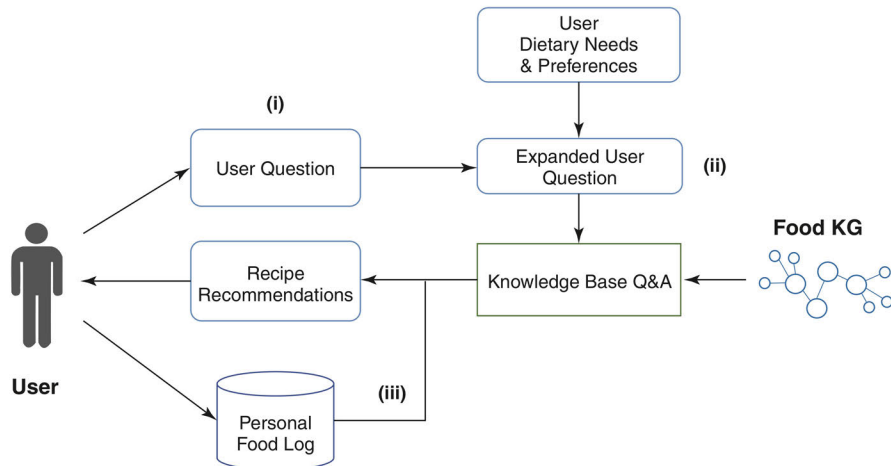 User
Dietary Needs
& Preferences
(i)
User Question
Expanded User
Question
(ii)
Food KG
Recipe
Recommendations
Knowledge Base Q&A
User
(iii)
Personal
Food Log